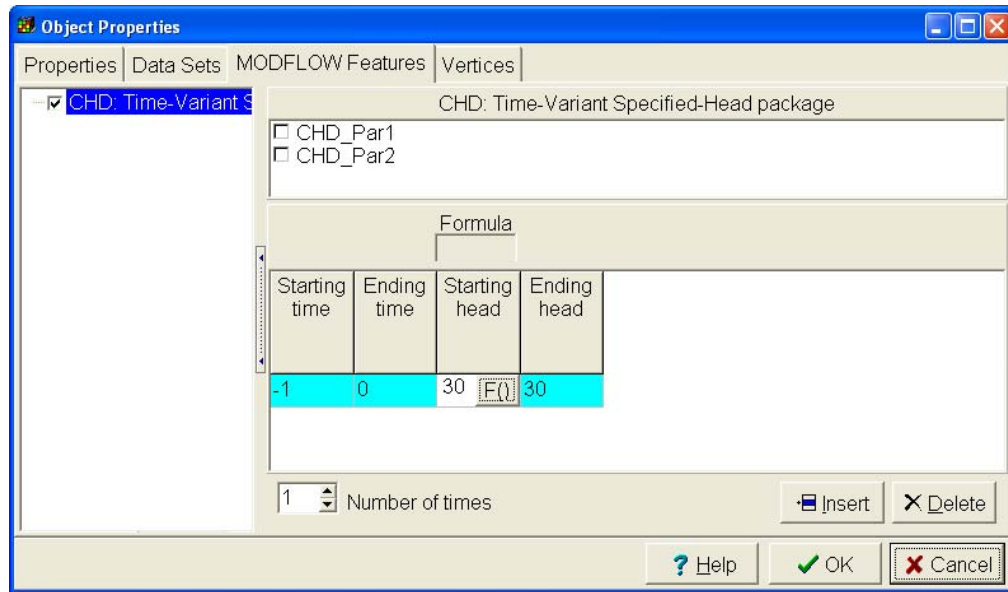 Object Properties
Properties Data Sets MODFLOW Features Vertices
CHD: Time-Variant S
CHD: Time-Variant Specified-Head package
CHD_Par1
CHD_Par2
Formula
Starting time Ending time Starting head Ending head
-1 0 30 F() 30
1 Number of times
Insert Delete
? Help OK Cancel